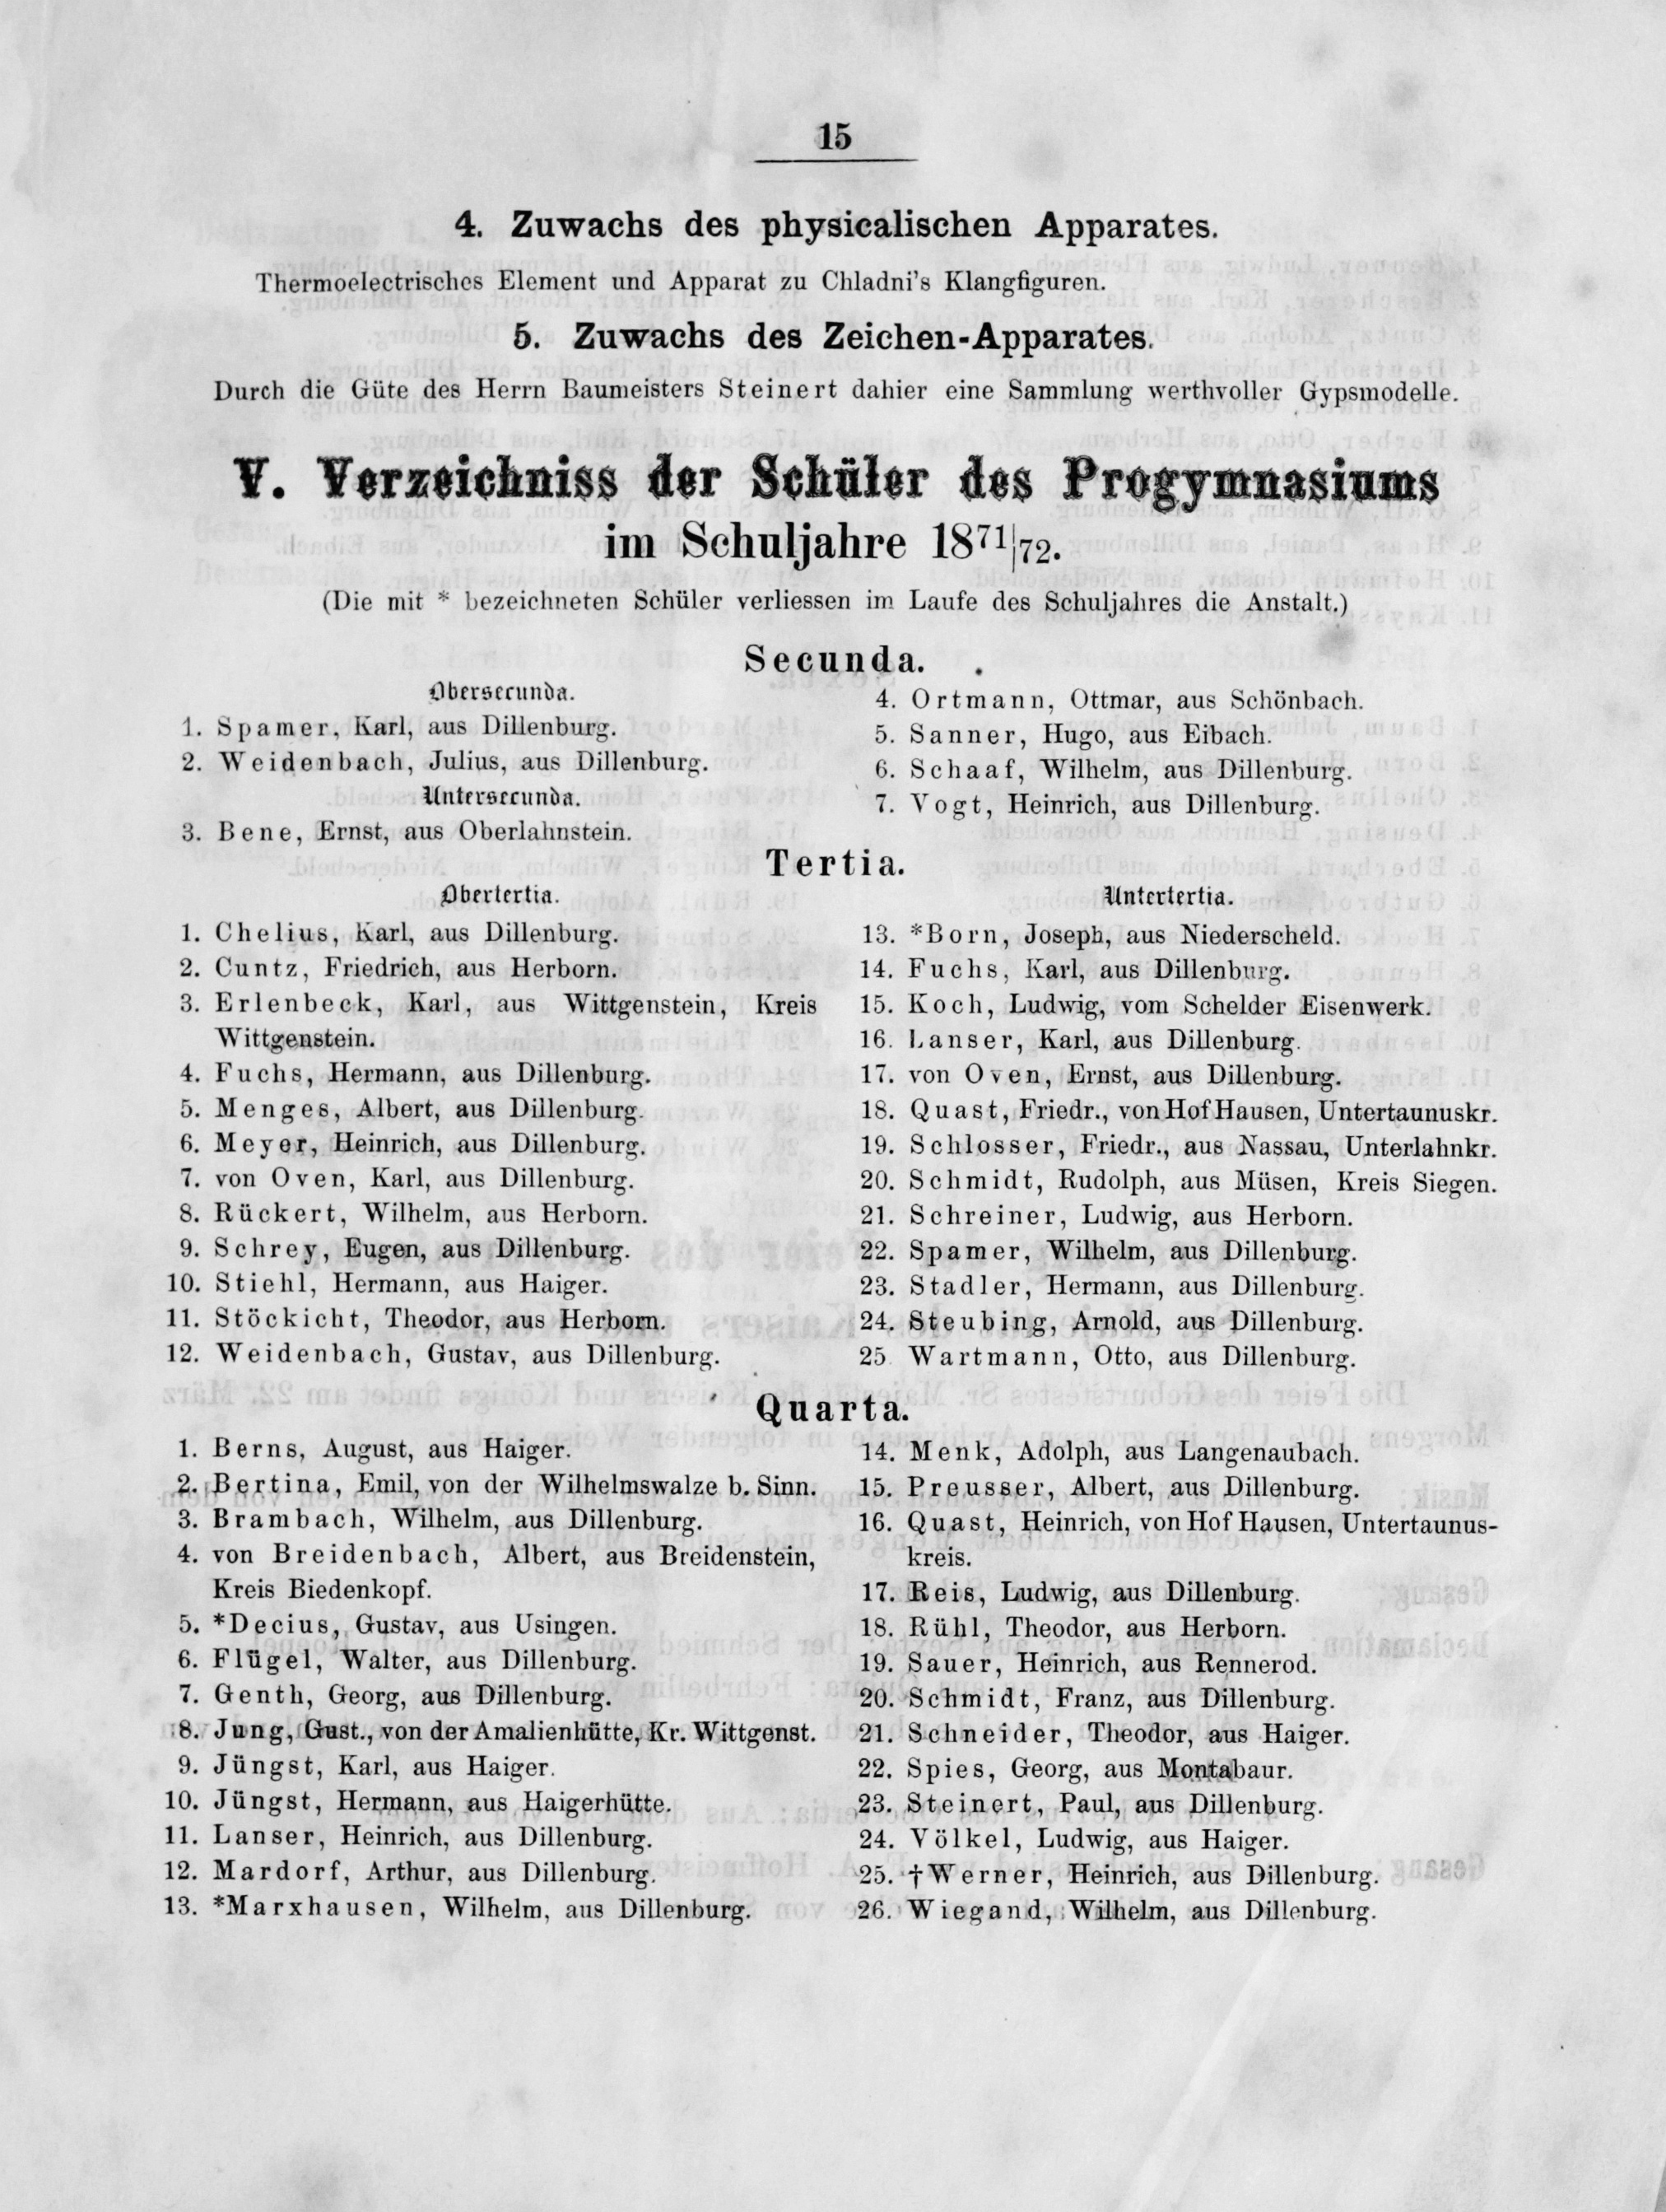 15
4. Zuwachs des physicalischen Apparates.
Thermoelectrisches Element und Apparat zu Chladni's Klangfiguren.
5. Zuwachs des Zeichen-Apparates.
Durch die Güte des Herrn Baumeisters Steinert dahier eine Sammlung werthvoller Gypsmodelle.
V. Verzeichniss der Schüler des Progymnasiums
im Schuljahre 1871/72.
(Die mit * bezeichneten Schüler verliessen im Laufe des Schuljahres die Anstalt.)
Secunda.
Obersecunda.
1. Spamer, Karl, aus Dillenburg.
2. Weidenbach, Julius, aus Dillenburg.
Untersecunda.
3. Bene, Ernst, aus Oberlahnstein.
4. Ortmann, Ottmar, aus Schönbach.
5. Sanner, Hugo, aus Eibach.
6. Schaaf, Wilhelm, aus Dillenburg.
7. Vogt, Heinrich, aus Dillenburg.
Tertia.
Obertertia.
1. Chelius, Karl, aus Dillenburg.
2. Cuntz, Friedrich, aus Herborn.
3. Erlenbeck, Karl, aus Wittgenstein, Kreis
Wittgenstein.
4. Fuchs, Hermann, aus Dillenburg.
5. Menges, Albert, aus Dillenburg.
6. Meyer, Heinrich, aus Dillenburg.
7. von Oven, Karl, aus Dillenburg.
8. Rückert, Wilhelm, aus Herborn.
9. Schrey, Eugen, aus Dillenburg.
10. Stiehl, Hermann, aus Haiger.
11. Stöckicht, Theodor, aus Herborn.
12. Weidenbach, Gustav, aus Dillenburg.
Untertertia.
13. *Born, Joseph, aus Niederscheld.
14. Fuchs, Karl, aus Dillenburg.
15. Koch, Ludwig, vom Schelder Eisenwerk.
16. Lanser, Karl, aus Dillenburg.
17. von Oven, Ernst, aus Dillenburg.
18. Quast, Friedr., von Hof Hausen, Untertaunuskr.
19. Schlosser, Friedr., aus Nassau, Unterlahnkr.
20. Schmidt, Rudolph, aus Müsen, Kreis Siegen.
21. Schreiner, Ludwig, aus Herborn.
22. Spamer, Wilhelm, aus Dillenburg.
23. Stadler, Hermann, aus Dillenburg.
24. Steubing, Arnold, aus Dillenburg.
25 Wartmann, Otto, aus Dillenburg.
Quarta.
1. Berns, August, aus Haiger.
2. Bertina, Emil, von der Wilhelmswalze b. Sinn.
3. Brambach, Wilhelm, aus Dillenburg.
4. von Breidenbach, Albert, aus Breidenstein,
Kreis Biedenkopf.
5. *Decius, Gustav, aus Usingen.
6. Flügel, Walter, aus Dillenburg.
7. Genth, Georg, aus Dillenburg.
8. Jung, Gust., von der Amalienhütte, Kr. Wittgenst.
9. Jüngst, Karl, aus Haiger.
10. Jüngst, Hermann, aus Haigerhütte.
11. Lanser, Heinrich, aus Dillenburg.
12. Mardorf, Arthur, aus Dillenburg.
13. *Marxhausen, Wilhelm, aus Dillenburg.
14. Menk, Adolph, aus Langenaubach.
15. Preusser, Albert, aus Dillenburg.
16. Quast, Heinrich, von Hof Hausen, Untertaunus-
kreis.
17. Reis, Ludwig, aus Dillenburg.
18. Rühl, Theodor, aus Herborn.
19. Sauer, Heinrich, aus Rennerod.
20. Schmidt, Franz, aus Dillenburg.
21. Schneider, Theodor, aus Haiger.
22. Spies, Georg, aus Montabaur.
23. Steinert, Paul, aus Dillenburg.
24. Völkel, Ludwig, aus Haiger.
25. †Werner, Heinrich, aus Dillenburg.
26. Wiegand, Wilhelm, aus Dillenburg.